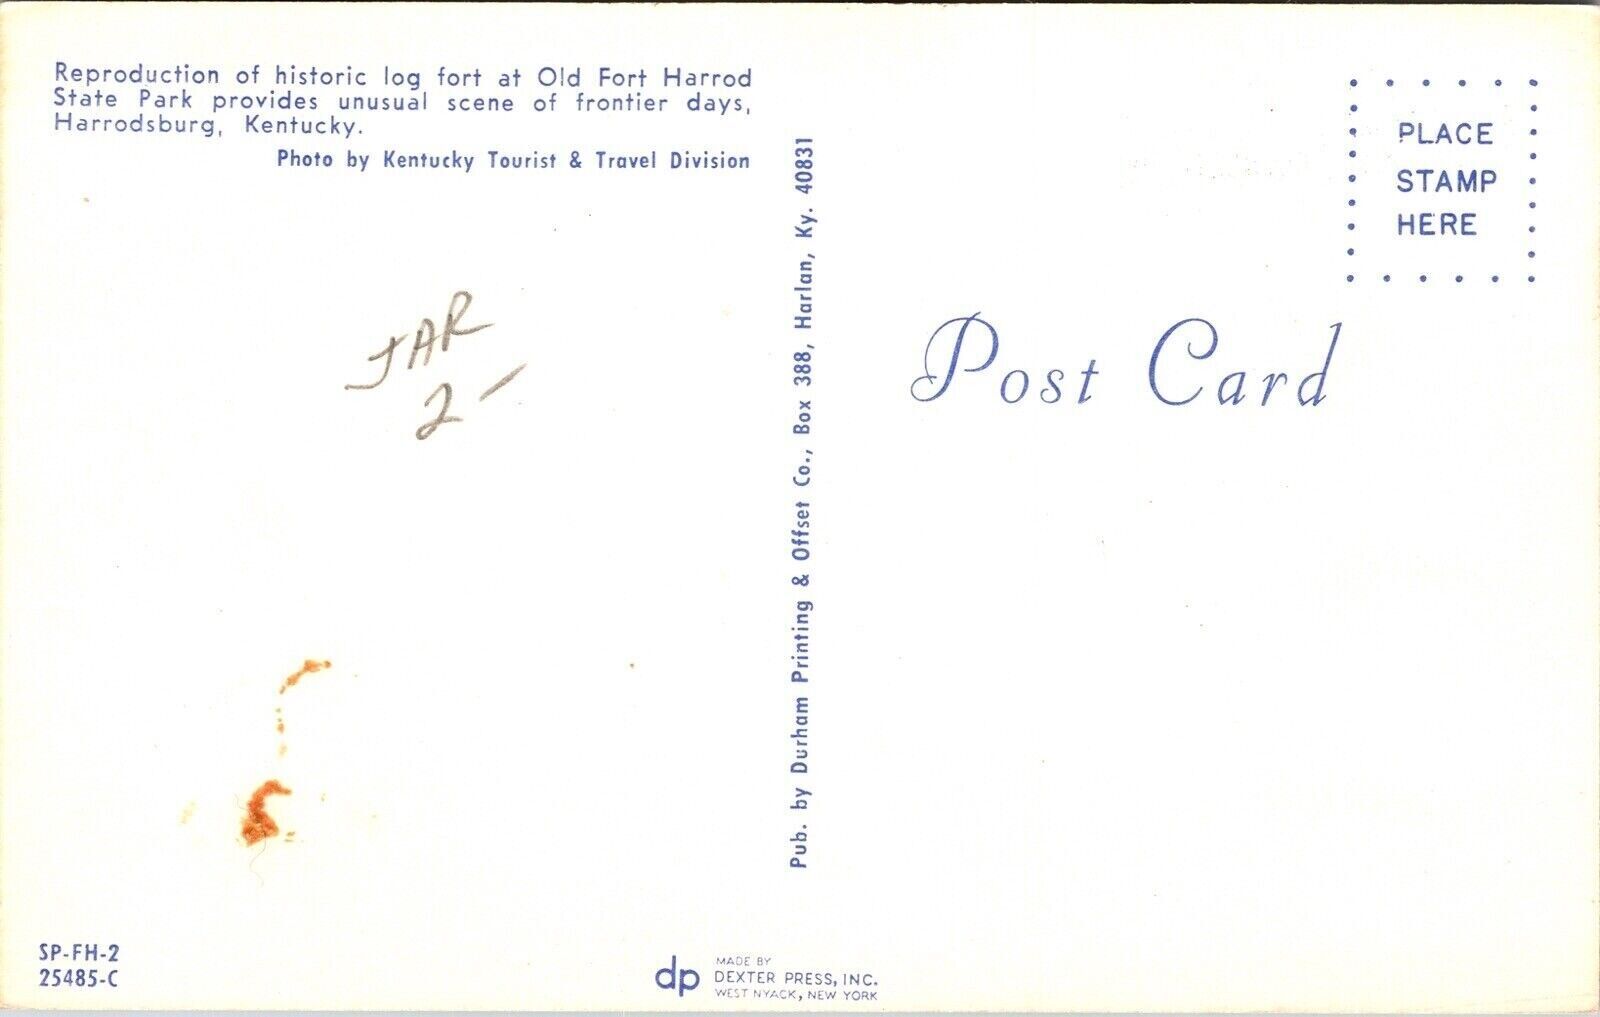 Reproduction of historic log fort at Old Fort Harrod
State Park provides unusual scene of frontier days,
Harrodsburg, Kentucky.
Photo by Kentucky Tourist & Travel Division
JAR
2-
SP-FH-2
25485-C
Pub. by Durham Printing & Offset Co., Box 388, Harlan, Ky. 40831
dp
MADE BY
DEXTER PRESS, INC.
WEST NYACK, NEW YORK
PLACE
STAMP
HERE
Post Card